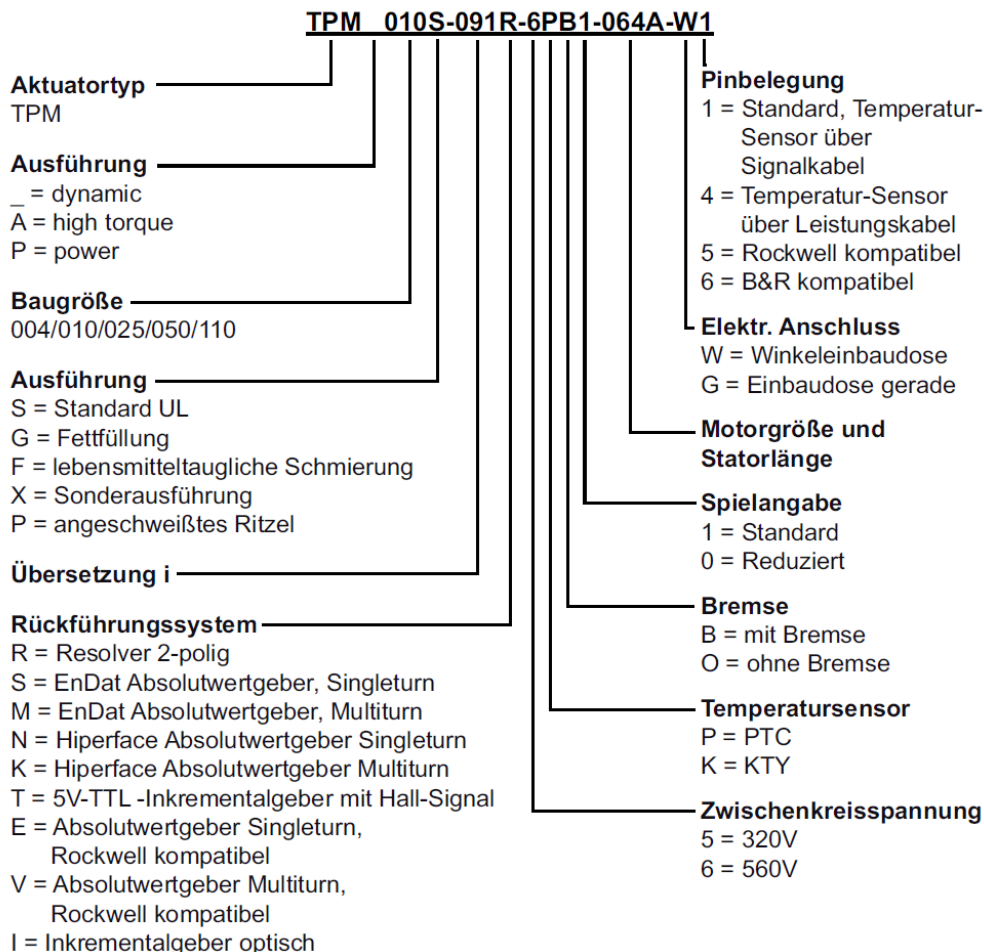 TPM_010S-091R-6PB1-064A-W1
Aktuatortyp
TPM
Ausführung
_ = dynamic
A = high torque
P = power
Baugröße
004/010/025/050/110
Ausführung
S = Standard UL
G = Fettfüllung
F = lebensmitteltaugliche Schmierung
X = Sonderausführung
P = angeschweißtes Ritzel
Übersetzung i
Rückführungssystem
R = Resolver 2-polig
S = EnDat Absolutwertgeber, Singleturn
M = EnDat Absolutwertgeber, Multiturn
N = Hiperface Absolutwertgeber Singleturn
K = Hiperface Absolutwertgeber Multiturn
T = 5V-TTL -Inkrementalgeber mit Hall-Signal
E = Absolutwertgeber Singleturn,
Rockwell kompatibel
V = Absolutwertgeber Multiturn,
Rockwell kompatibel
I = Inkrementalgeber optisch
Pinbelegung
1 = Standard, Temperatur-
Sensor über
Signalkabel
4 = Temperatur-Sensor
über Leistungskabel
5 = Rockwell kompatibel
6 = B&R kompatibel
Elektr. Anschluss
W = Winkeleinbaudose
G = Einbaudose gerade
Motorgröße und
Statorlänge
Spielangabe
1 = Standard
0 = Reduziert
Bremse
B = mit Bremse
O = ohne Bremse
Temperatursensor
P = PTC
K = KTY
Zwischenkreisspannung
5 = 320V
6 = 560V